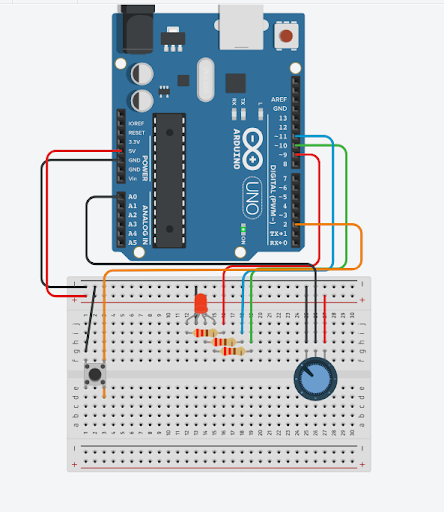 AREF
GND
IOREF
RESET
3.3V
5V
GND
GND
Vin
POWER
A0
A1
A2
A3
A4
A5
ANALOG IN
RX
TX
L
ARDUINO
UNO
ON
13
12
~11
~10
~9
8
7
~6
~5
4
~3
2
TX→1
RX←0
DIGITAL (PWM~)
- -
+ +
j j
i i
h h
g g
f f
e e
d d
c c
b b
a a
- -
+ +